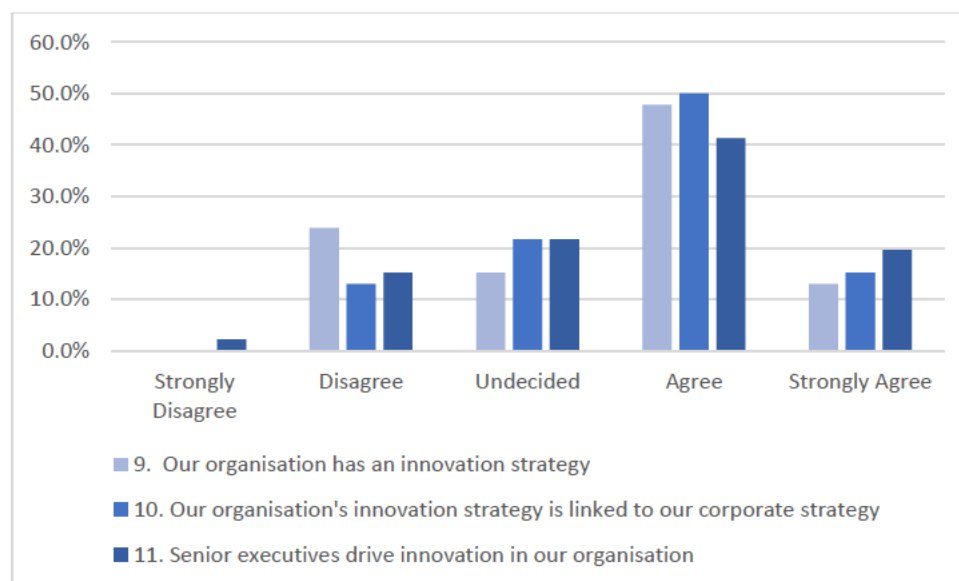 60.0%
50.0%
40.0%
30.0%
20.0%
10.0%
0.0%
Strongly Disagree Undecided Agree Strongly Agree
Disagree
9.  Our organisation has an innovation strategy
10. Our organisation's innovation strategy is linked to our corporate strategy
11. Senior executives drive innovation in our organisation